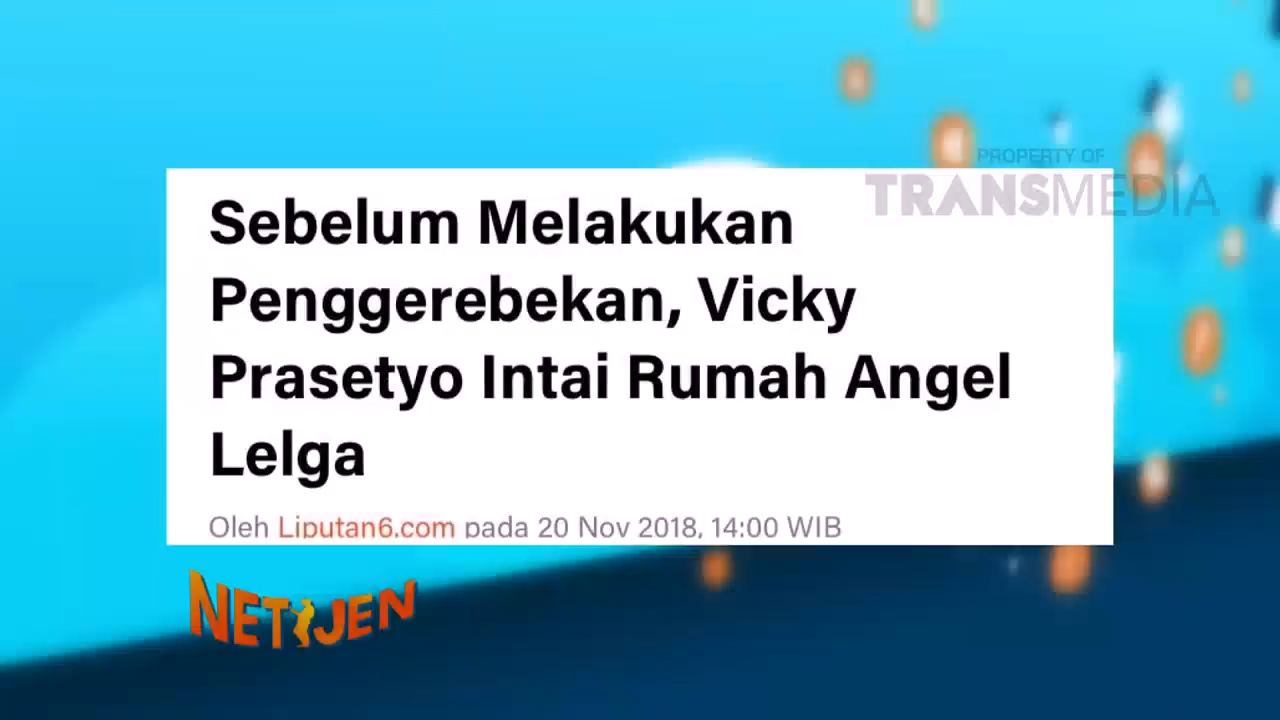 PROPERTY OF
TRANSMEDIA
Sebelum Melakukan
Penggerebekan, Vicky
Prasetyo Intai Rumah Angel
Lelga
Oleh Liputan6.com pada 20 Nov 2018, 14:00 WIB
NETIJEN